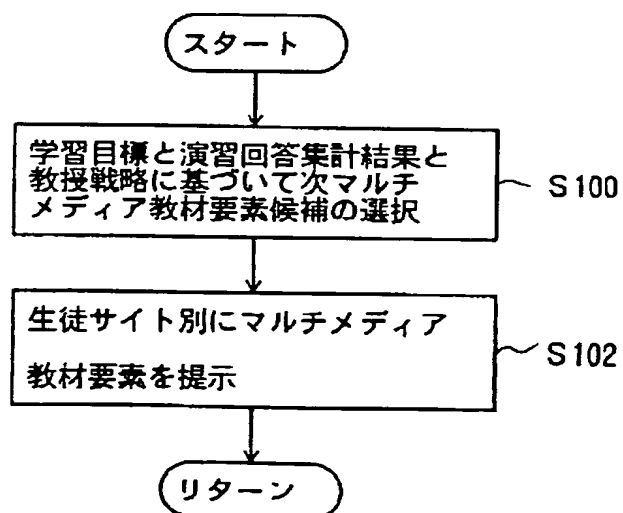 スタート
学習目標と演習回答集計結果と
教授戦略に基づいて次マルチ
メディア教材要素候補の選択
S100
生徒サイト別にマルチメディア
教材要素を提示
S102
リターン